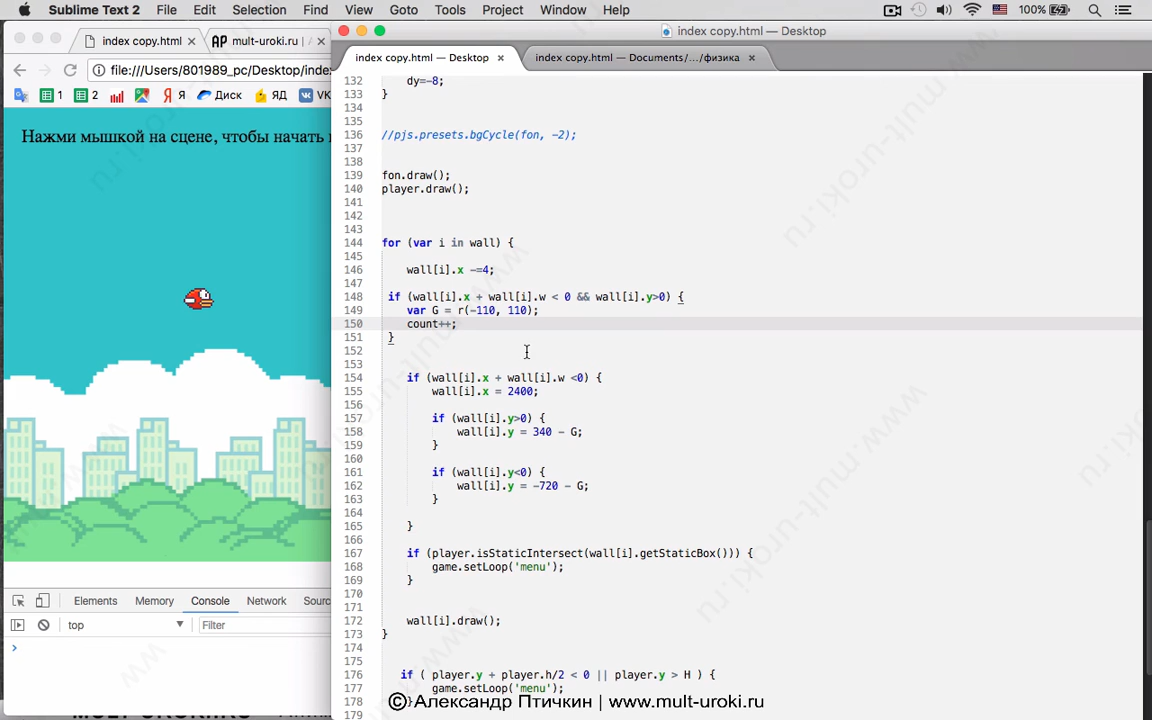 Sublime Text 2 File Edit Selection Find View Goto Tools Project Window Help 100%
index copy.html mult-uroki.ru |
index copy.html — Desktop
index copy.html — Desktop
index copy.html — Documents/.../физика
file:///Users/801989_pc/Desktop/inde
1 2 Я Диск ЯД VK
Нажми мышкой на сцене, чтобы начать
132 dy=-8;
133 }
134
135
136 //pjs.presets.bgCycle(fon, -2);
137
138
139 fon.draw();
140 player.draw();
141
142
143
144 for (var i in wall) {
145
146 wall[i].x -=4;
147
148 if (wall[i].x + wall[i].w < 0 && wall[i].y>0) {
149 var G = r(-110, 110);
150 count++;
151 }
152
153
154 if (wall[i].x + wall[i].w <0) {
155 wall[i].x = 2400;
156
157 if (wall[i].y>0) {
158 wall[i].y = 340 - G;
159 }
160
161 if (wall[i].y<0) {
162 wall[i].y = -720 - G;
163 }
164
165 }
166
167 if (player.isStaticIntersect(wall[i].getStaticBox())) {
168 game.setLoop('menu');
169 }
170
171
172 wall[i].draw();
173 }
174
175
176 if ( player.y + player.h/2 < 0 || player.y > H ) {
177 game.setLoop('menu');
178 }
179
Elements Memory Console Network Sourc
top Filter
© Александр Птичкин | www.mult-uroki.ru